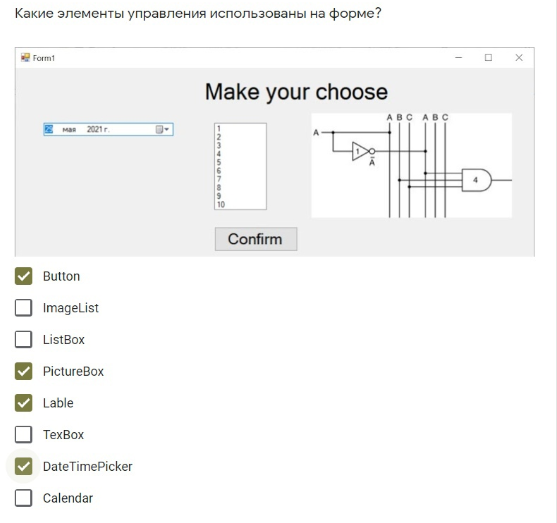 Какие элементы управления использованы на форме?
Form1
Make your choose
29 мая 2021 г.
1
2
3
4
5
6
7
8
9
10
A B C A B C
A
1
A̅
4
Confirm
Button
ImageList
ListBox
PictureBox
Lable
TexBox
DateTimePicker
Calendar